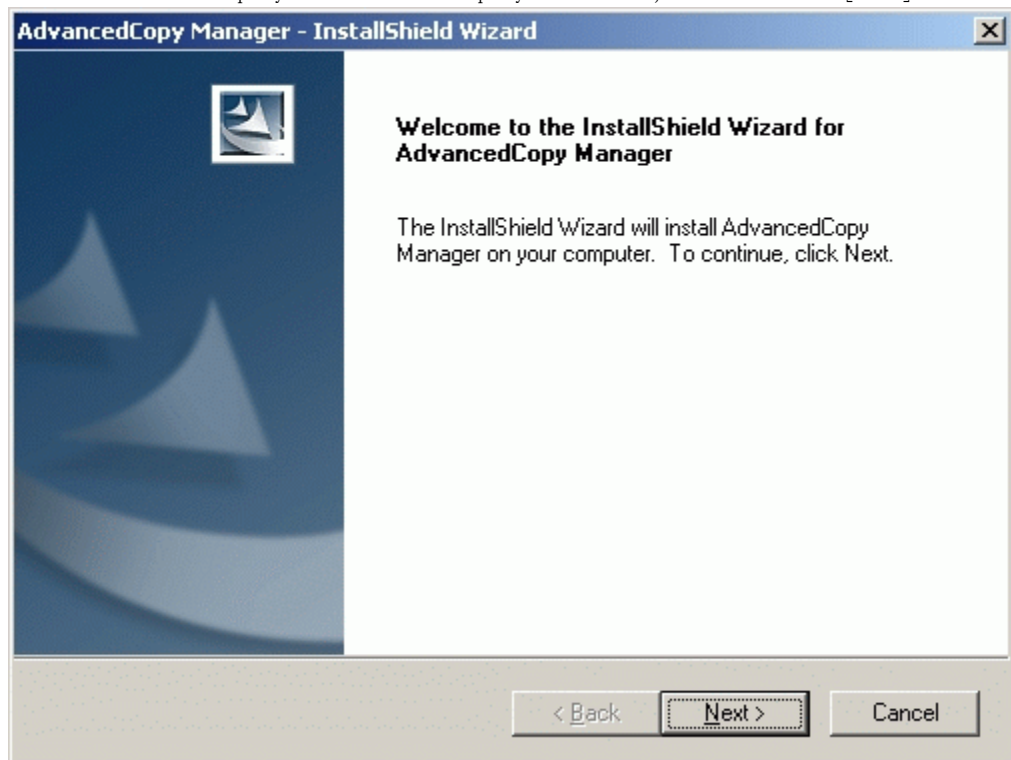 AdvancedCopy Manager - InstallShield Wizard
Welcome to the InstallShield Wizard for
AdvancedCopy Manager
The InstallShield Wizard will install AdvancedCopy
Manager on your computer.  To continue, click Next.
< Back
Next >
Cancel